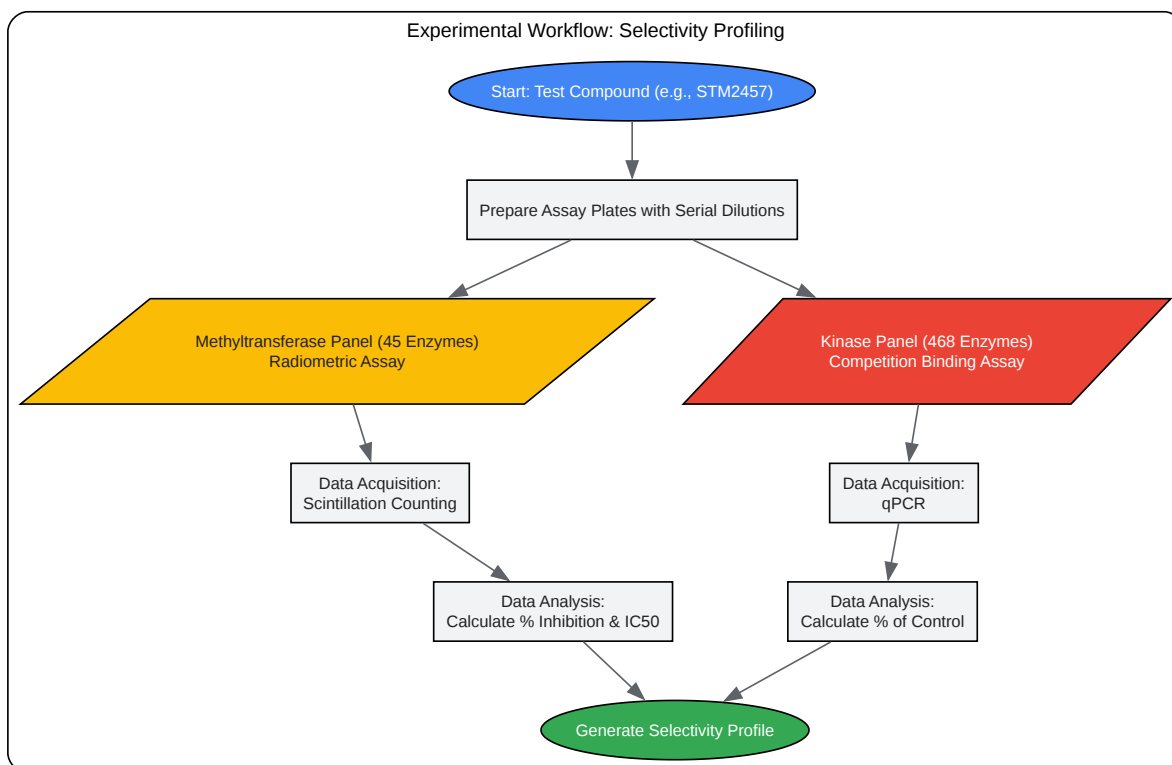 Experimental Workflow: Selectivity Profiling
Start: Test Compound (e.g., STM2457)
Prepare Assay Plates with Serial Dilutions
Methyltransferase Panel (45 Enzymes)
Radiometric Assay
Kinase Panel (468 Enzymes)
Competition Binding Assay
Data Acquisition:
Scintillation Counting
Data Acquisition:
qPCR
Data Analysis:
Calculate % Inhibition & IC50
Data Analysis:
Calculate % of Control
Generate Selectivity Profile